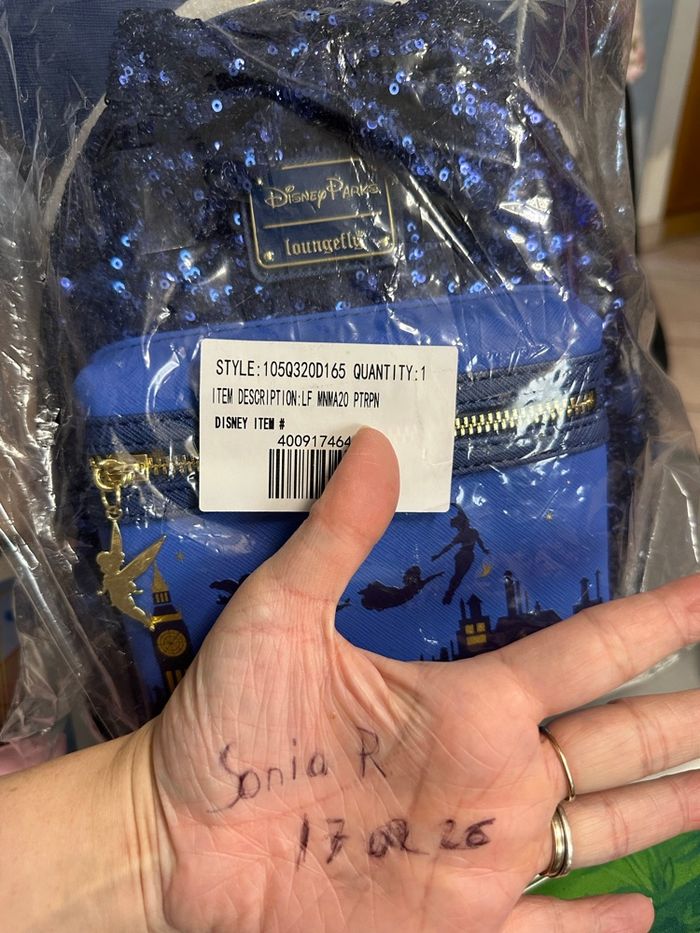 Disney Parks
loungefly
STYLE:105Q320D165 QUANTITY:1
ITEM DESCRIPTION:LF MNMA20 PTRPN
DISNEY ITEM #
400917464
Sonia R
17 02 26